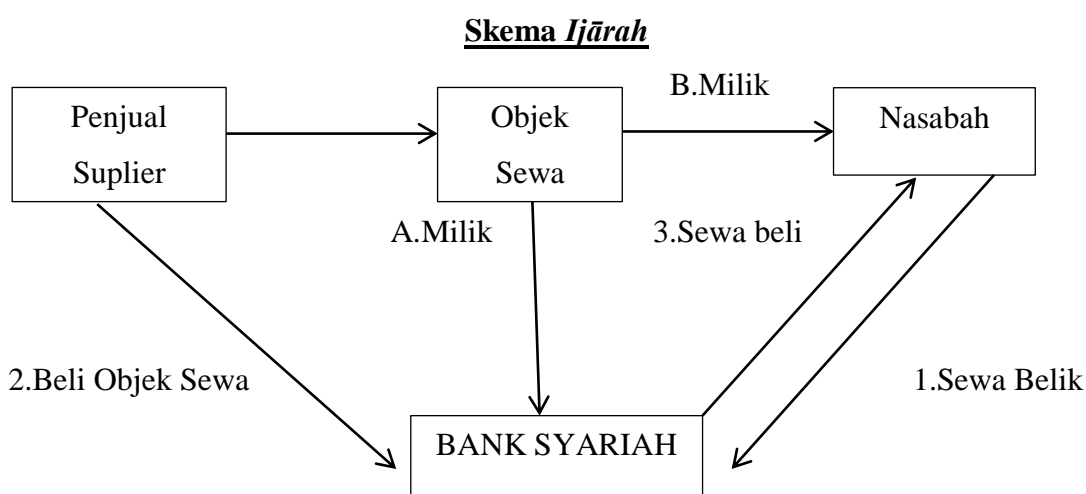 Skema Ijārah
B.Milik
Penjual
Suplier
Objek
Sewa
Nasabah
A.Milik
3.Sewa beli
2.Beli Objek Sewa
1.Sewa Belik
BANK SYARIAH